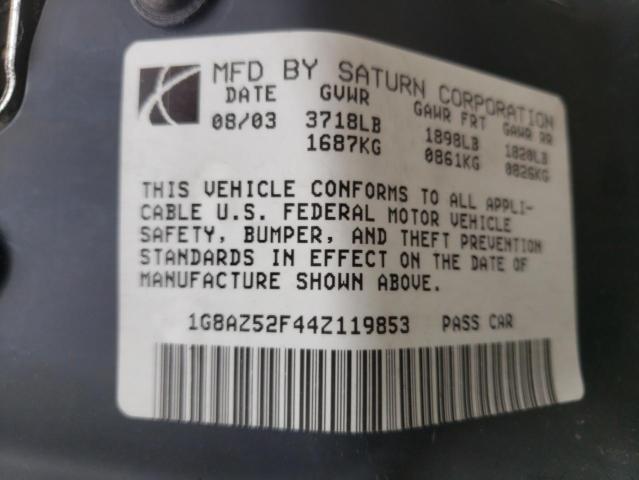 MFD BY SATURN CORPORATION
DATE GVWR GAWR FRT GAWR RR
08/03 3718LB 1898LB 1820LB
1687KG 0861KG 0826KG
THIS VEHICLE CONFORMS TO ALL APPLI-
CABLE U.S. FEDERAL MOTOR VEHICLE
SAFETY, BUMPER, AND THEFT PREVENTION
STANDARDS IN EFFECT ON THE DATE OF
MANUFACTURE SHOWN ABOVE.
1G8AZ52F44Z119853 PASS CAR